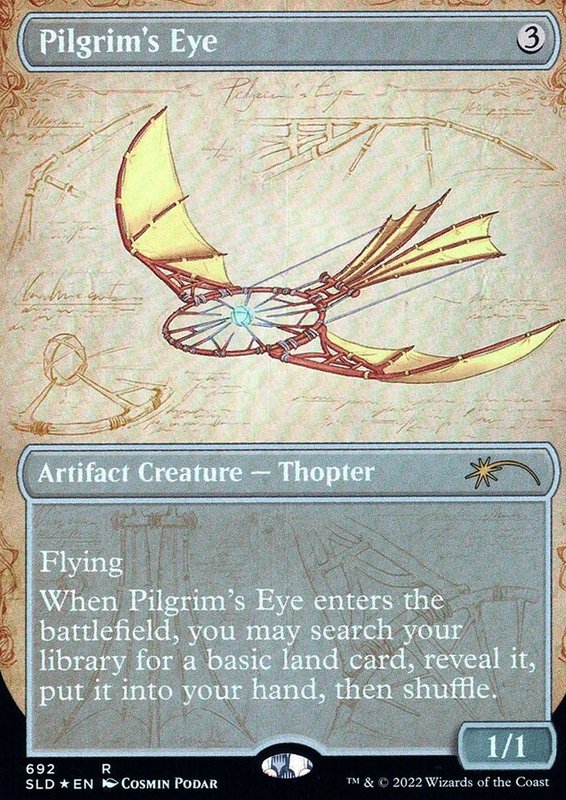 Pilgrim's Eye 3
Pilgrim's Eye
Artifact Creature — Thopter
Flying
When Pilgrim's Eye enters the
battlefield, you may search your
library for a basic land card, reveal it,
put it into your hand, then shuffle.
1/1
692 R
SLD ★ EN Cosmin Podar
™ & © 2022 Wizards of the Coast